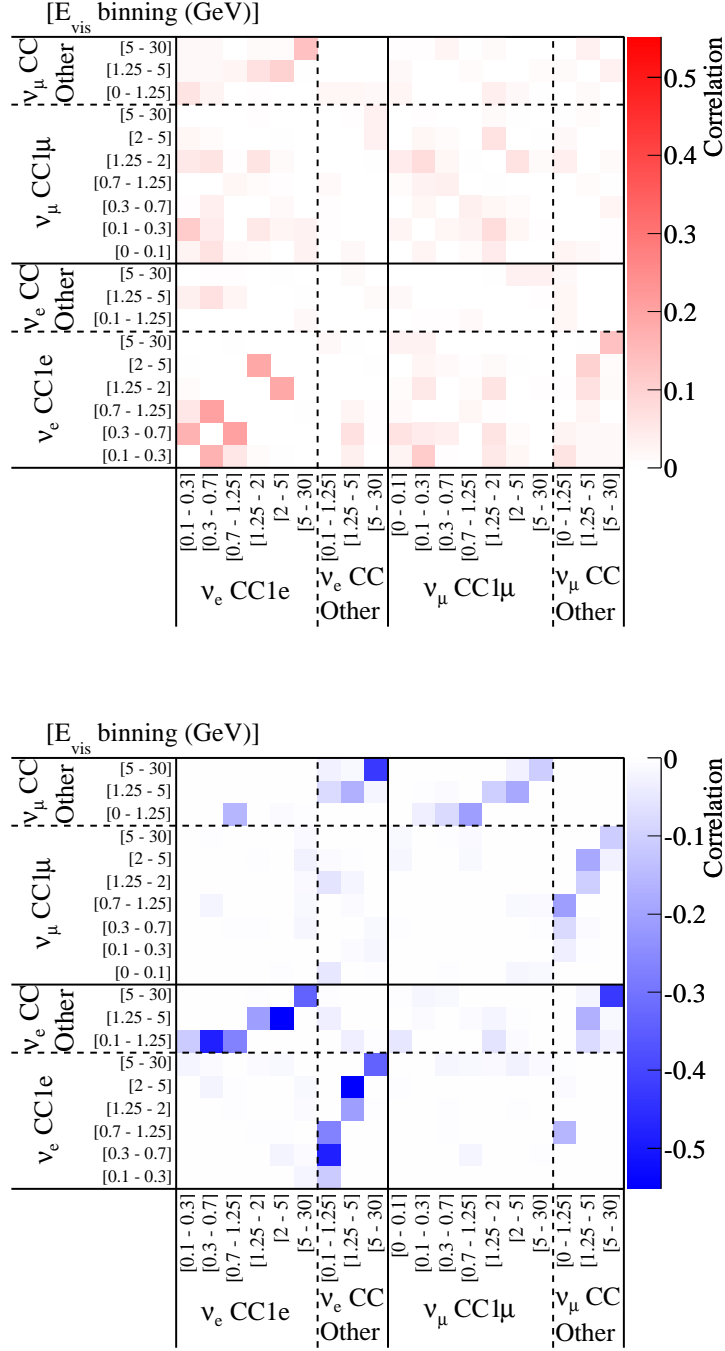 [E_vis binning (GeV)]
ν_μ CC
Other
[5 - 30]
[1.25 - 5]
[0 - 1.25]
ν_μ CC1μ
[5 - 30]
[2 - 5]
[1.25 - 2]
[0.7 - 1.25]
[0.3 - 0.7]
[0.1 - 0.3]
[0 - 0.1]
ν_e CC
Other
[5 - 30]
[1.25 - 5]
[0.1 - 1.25]
ν_e CC1e
[5 - 30]
[2 - 5]
[1.25 - 2]
[0.7 - 1.25]
[0.3 - 0.7]
[0.1 - 0.3]
[0.1 - 0.3]
[0.3 - 0.7]
[0.7 - 1.25]
[1.25 - 2]
[2 - 5]
[5 - 30]
[0.1 - 1.25]
[1.25 - 5]
[5 - 30]
[0 - 0.1]
[0.1 - 0.3]
[0.3 - 0.7]
[0.7 - 1.25]
[1.25 - 2]
[2 - 5]
[5 - 30]
[0 - 1.25]
[1.25 - 5]
[5 - 30]
ν_e CC1e
ν_e CC
Other
ν_μ CC1μ
ν_μ CC
Other
0.5
0.4
0.3
0.2
0.1
0
Correlation
[E_vis binning (GeV)]
ν_μ CC
Other
[5 - 30]
[1.25 - 5]
[0 - 1.25]
ν_μ CC1μ
[5 - 30]
[2 - 5]
[1.25 - 2]
[0.7 - 1.25]
[0.3 - 0.7]
[0.1 - 0.3]
[0 - 0.1]
ν_e CC
Other
[5 - 30]
[1.25 - 5]
[0.1 - 1.25]
ν_e CC1e
[5 - 30]
[2 - 5]
[1.25 - 2]
[0.7 - 1.25]
[0.3 - 0.7]
[0.1 - 0.3]
[0.1 - 0.3]
[0.3 - 0.7]
[0.7 - 1.25]
[1.25 - 2]
[2 - 5]
[5 - 30]
[0.1 - 1.25]
[1.25 - 5]
[5 - 30]
[0 - 0.1]
[0.1 - 0.3]
[0.3 - 0.7]
[0.7 - 1.25]
[1.25 - 2]
[2 - 5]
[5 - 30]
[0 - 1.25]
[1.25 - 5]
[5 - 30]
ν_e CC1e
ν_e CC
Other
ν_μ CC1μ
ν_μ CC
Other
0
-0.1
-0.2
-0.3
-0.4
-0.5
Correlation